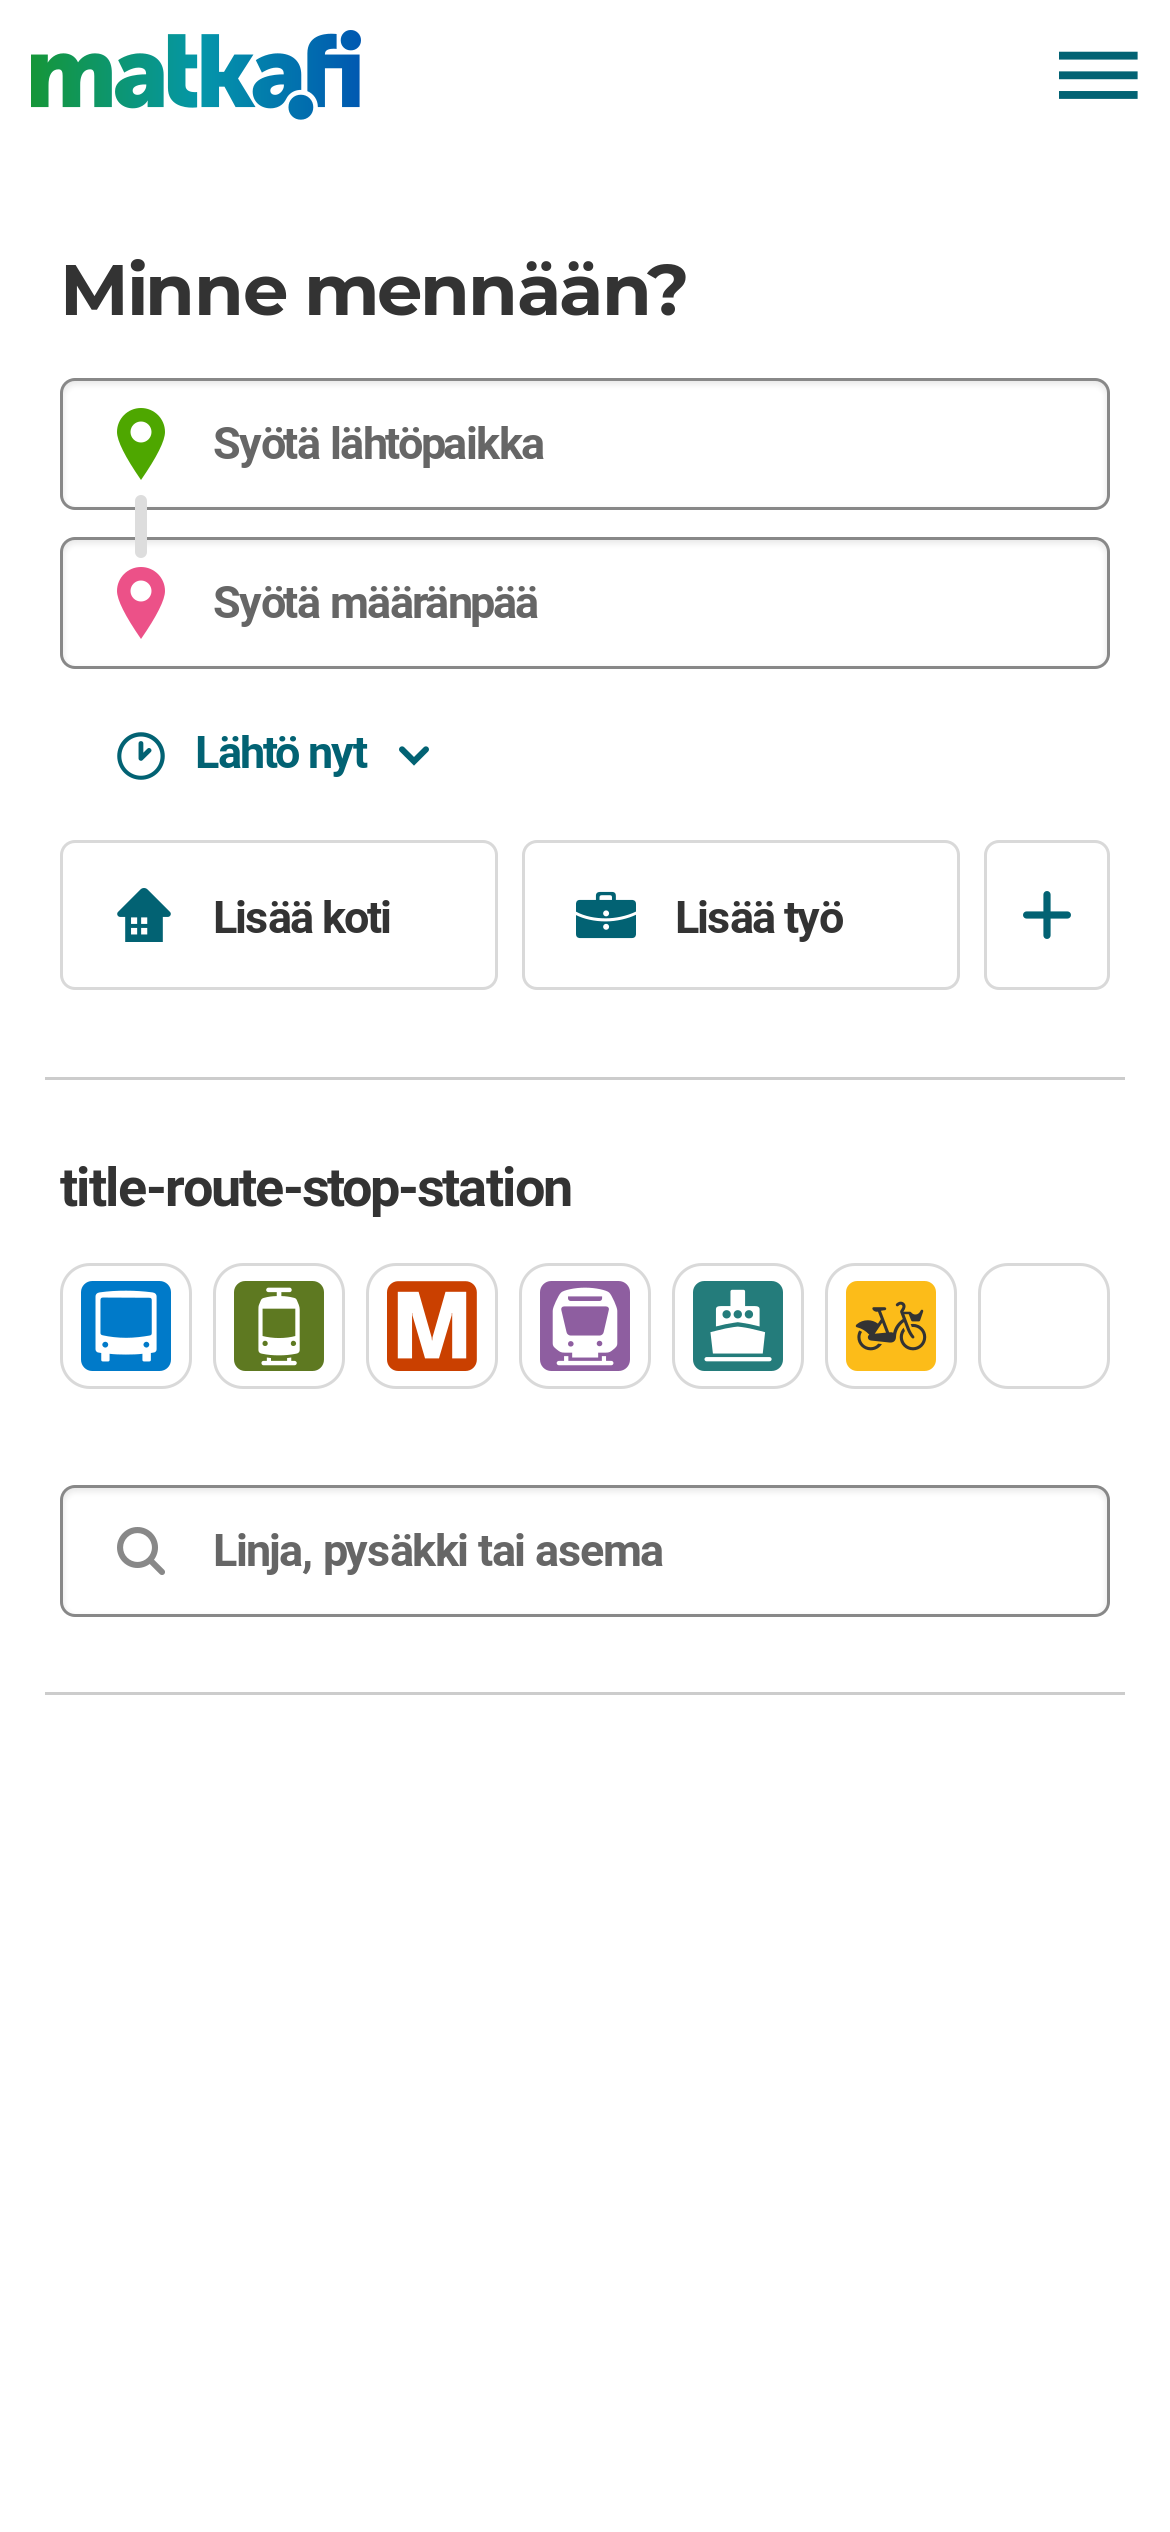 matka.fi
Minne mennään?
Syötä lähtöpaikka
Syötä määränpää
Lähtö nyt
Lisää koti
Lisää työ
title-route-stop-station
M
Linja, pysäkki tai asema